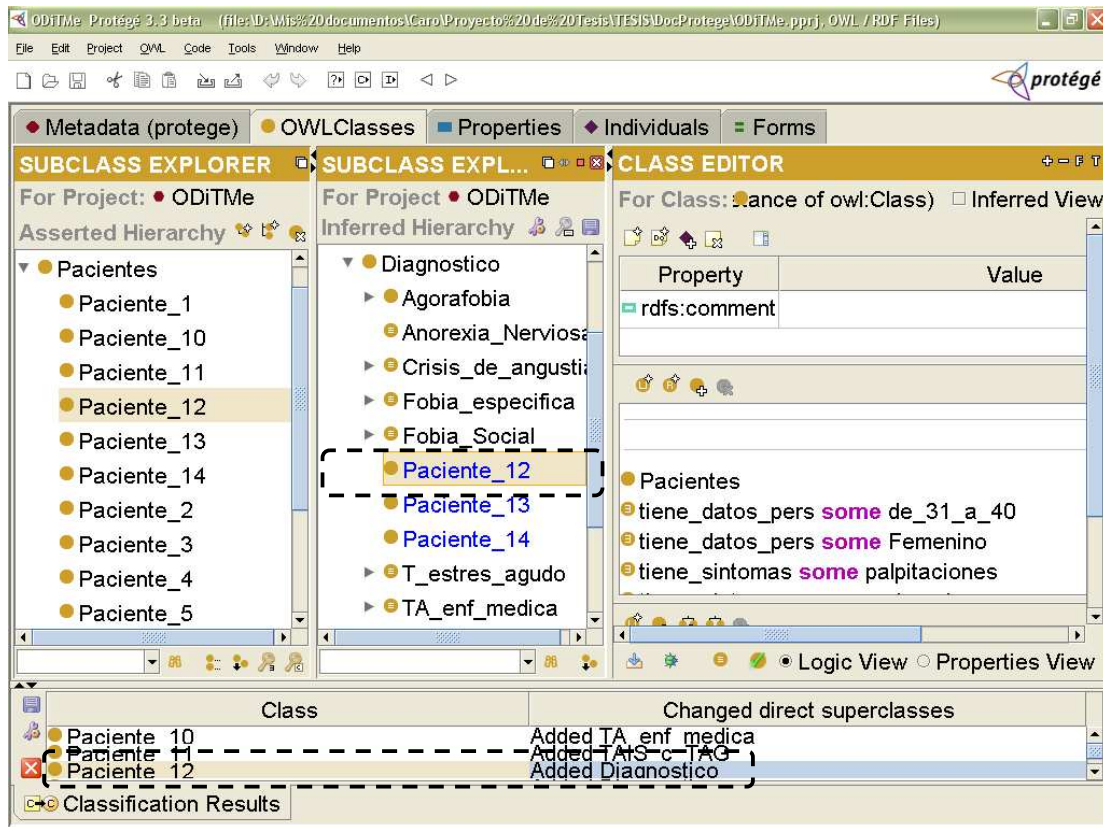 ODiTMe Protégé 3.3 beta (file:\D:\Mis%20documentos\Caro\Proyecto%20de%20Tesis\TESIS\DocProtege\ODiTMe.pprj, OWL / RDF Files)
File Edit Project OWL Code Tools Window Help
protégé
Metadata (protege) OWLClasses Properties Individuals Forms
SUBCLASS EXPLORER
For Project: ODiTMe
Asserted Hierarchy
Pacientes
Paciente_1
Paciente_10
Paciente_11
Paciente_12
Paciente_13
Paciente_14
Paciente_2
Paciente_3
Paciente_4
Paciente_5
SUBCLASS EXPL...
For Project ODiTMe
Inferred Hierarchy
Diagnostico
Agorafobia
Anorexia_Nerviosa
Crisis_de_angustia
Fobia_especifica
Fobia_Social
Paciente_12
Paciente_13
Paciente_14
T_estres_agudo
TA_enf_medica
CLASS EDITOR
For Class: stance of owl:Class) Inferred View
Property Value
rdfs:comment
Pacientes
tiene_datos_pers some de_31_a_40
tiene_datos_pers some Femenino
tiene_sintomas some palpitaciones
Logic View Properties View
Class Changed direct superclasses
Paciente_10 Added TA_enf_medica
Paciente_11 Added TAIS_c_TAG
Paciente_12 Added Diagnostico
Classification Results